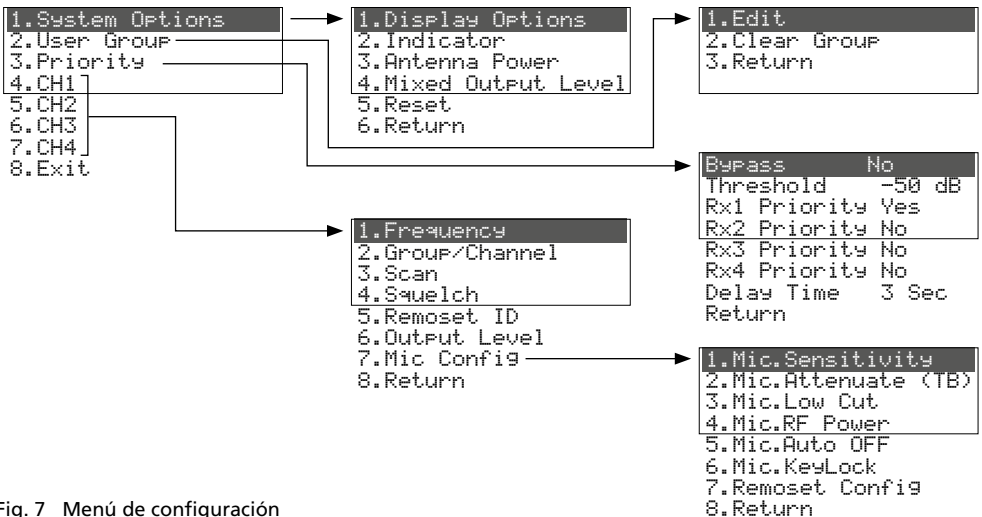 1.System Options
2.User Group
3.Priority
4.CH1
5.CH2
6.CH3
7.CH4
8.Exit
1.Display Options
2.Indicator
3.Antenna Power
4.Mixed Output Level
5.Reset
6.Return
1.Edit
2.Clear Group
3.Return
Bypass No
Threshold -50 dB
Rx1 Priority Yes
Rx2 Priority No
Rx3 Priority No
Rx4 Priority No
Delay Time 3 Sec
Return
1.Frequency
2.Group/Channel
3.Scan
4.Squelch
5.Remoset ID
6.Output Level
7.Mic Config
8.Return
1.Mic.Sensitivity
2.Mic.Attenuate (TB)
3.Mic.Low Cut
4.Mic.RF Power
5.Mic.Auto OFF
6.Mic.KeyLock
7.Remoset Config
8.Return
Fig. 7 Menú de configuración